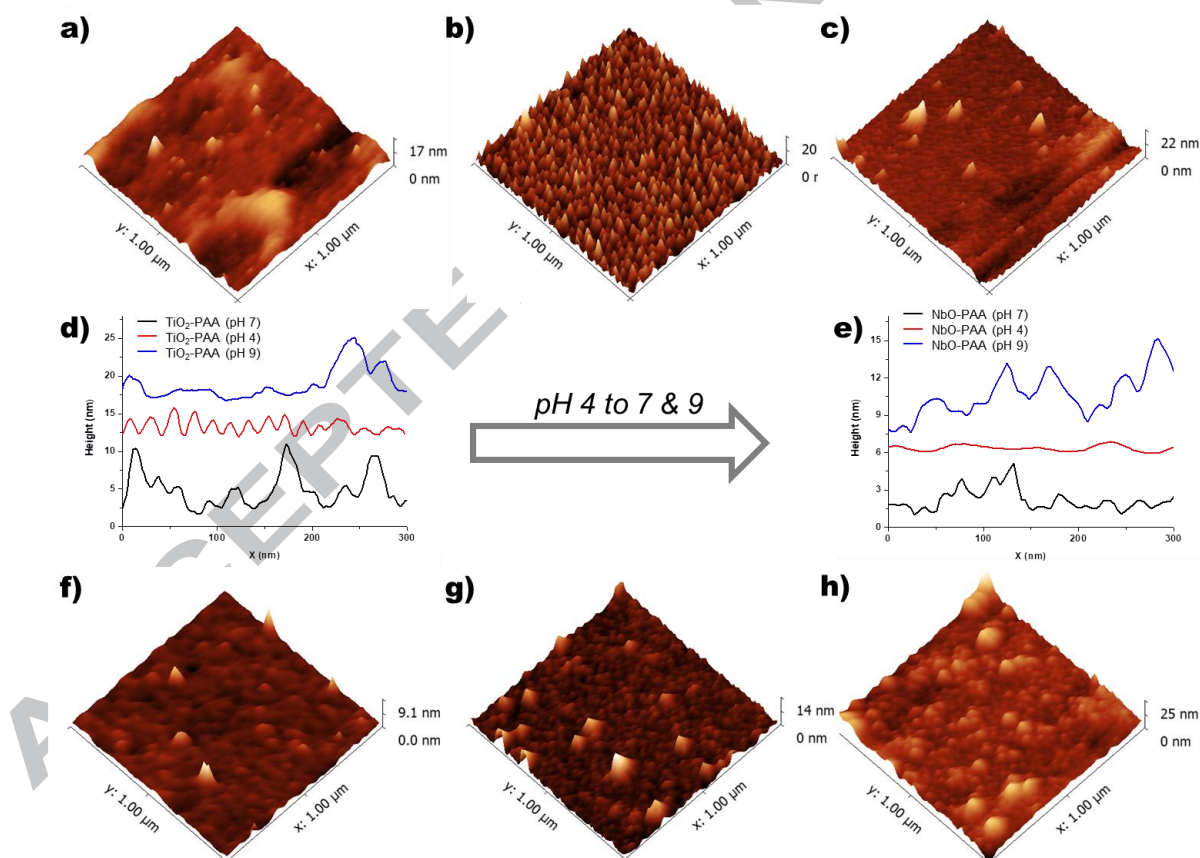 a)
17 nm
0 nm
y: 1.00 µm
x: 1.00 µm
b)
20
0 r
y: 1.00 µm
x: 1.00 µm
c)
22 nm
0 nm
y: 1.00 µm
x: 1.00 µm
d)
TiO₂-PAA (pH 7)
TiO₂-PAA (pH 4)
TiO₂-PAA (pH 9)
Height (nm)
25
20
15
10
5
0
0
100
200
300
X (nm)
pH 4 to 7 & 9
e)
NbO-PAA (pH 7)
NbO-PAA (pH 4)
NbO-PAA (pH 9)
Height (nm)
15
12
9
6
3
0
0
100
200
300
X (nm)
f)
9.1 nm
0.0 nm
y: 1.00 µm
x: 1.00 µm
g)
14 nm
0 nm
y: 1.00 µm
x: 1.00 µm
h)
25 nm
0 nm
y: 1.00 µm
x: 1.00 µm